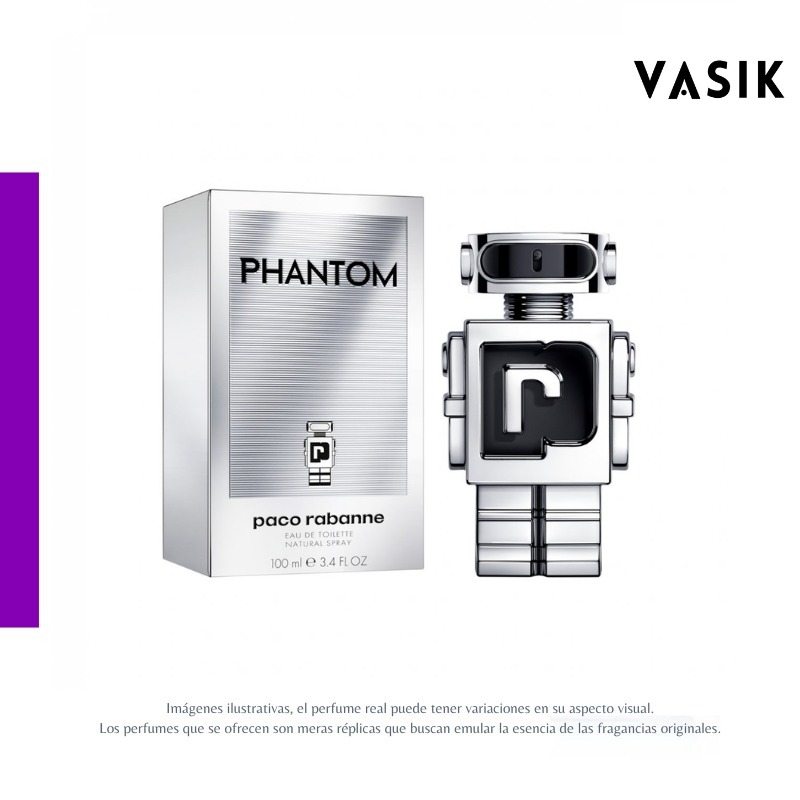 VASIK
PHANTOM
paco rabanne
EAU DE TOILETTE
NATURAL SPRAY
100 ml ℮ 3.4 FL OZ
Imágenes ilustrativas, el perfume real puede tener variaciones en su aspecto visual.
Los perfumes que se ofrecen son meras réplicas que buscan emular la esencia de las fragancias originales.